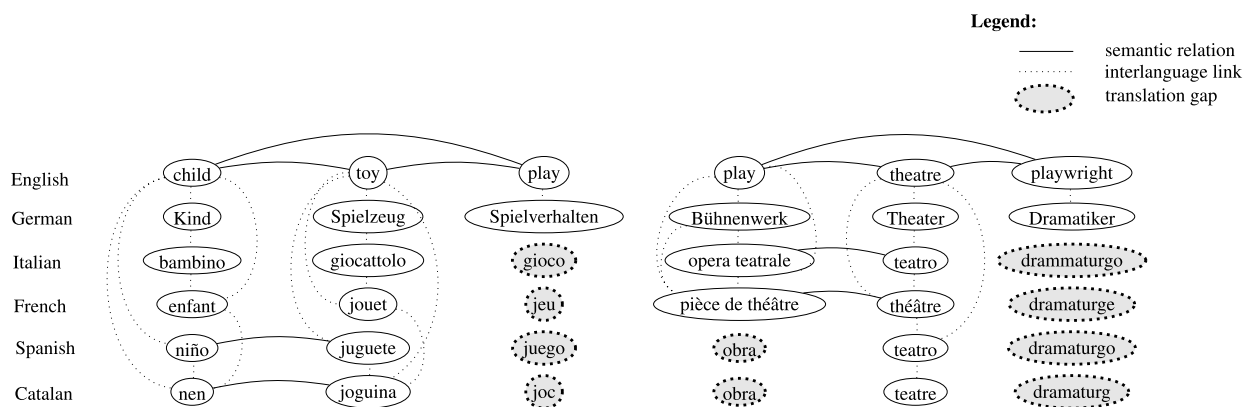 Legend:
semantic relation
interlanguage link
translation gap
English child toy play play theatre playwright
German Kind Spielzeug Spielverhalten Bühnenwerk Theater Dramatiker
Italian bambino giocattolo gioco opera teatrale teatro drammaturgo
French enfant jouet jeu pièce de théâtre théâtre dramaturge
Spanish niño juguete juego obra teatro dramaturgo
Catalan nen joguina joc obra teatre dramaturg